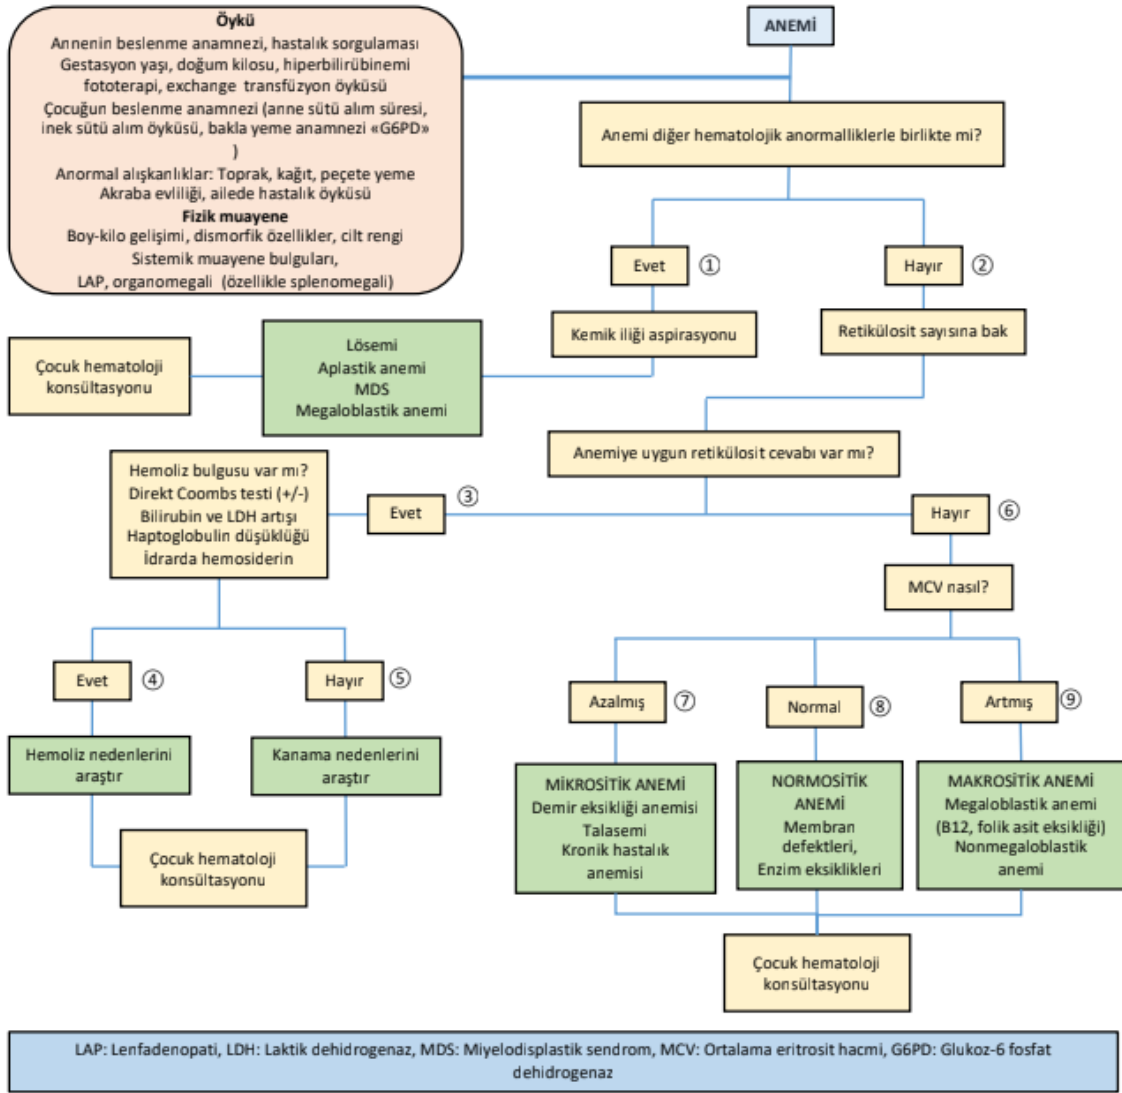 Öykü
Annenin beslenme anamnezi, hastalık sorgulaması
Gestasyon yaşı, doğum kilosu, hiperbilirübinemi
fototerapi, exchange transfüzyon öyküsü
Çocuğun beslenme anamnezi (anne sütü alım süresi,
inek sütü alım öyküsü, bakla yeme anamnezi «G6PD»
)
Anormal alışkanlıklar: Toprak, kağıt, peçete yeme
Akraba evliliği, ailede hastalık öyküsü
Fizik muayene
Boy-kilo gelişimi, dismorfik özellikler, cilt rengi
Sistemik muayene bulguları,
LAP, organomegali (özellikle splenomegali)
ANEMİ
Anemi diğer hematolojik anormalliklerle birlikte mi?
Evet ①
Hayır ②
Kemik iliği aspirasyonu
Retikülosit sayısına bak
Lösemi
Aplastik anemi
MDS
Megaloblastik anemi
Çocuk hematoloji
konsültasyonu
Anemiye uygun retikülosit cevabı var mı?
Evet ③
Hayır ⑥
Hemoliz bulgusu var mı?
Direkt Coombs testi (+/-)
Bilirubin ve LDH artışı
Haptoglobulin düşüklüğü
İdrarda hemosiderin
Evet ④
Hayır ⑤
Hemoliz nedenlerini
araştır
Kanama nedenlerini
araştır
Çocuk hematoloji
konsültasyonu
MCV nasıl?
Azalmış ⑦
Normal ⑧
Artmış ⑨
MİKROSİTİK ANEMİ
Demir eksikliği anemisi
Talasemi
Kronik hastalık
anemisi
NORMOSİTİK
ANEMİ
Membran
defektleri,
Enzim eksiklikleri
MAKROSİTİK ANEMİ
Megaloblastik anemi
(B12, folik asit eksikliği)
Nonmegaloblastik
anemi
Çocuk hematoloji
konsültasyonu
LAP: Lenfadenopati, LDH: Laktik dehidrogenaz, MDS: Miyelodisplastik sendrom, MCV: Ortalama eritrosit hacmi, G6PD: Glukoz-6 fosfat
dehidrogenaz